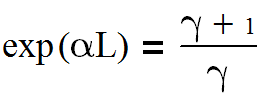 exp(αL) = (γ + 1) / γ